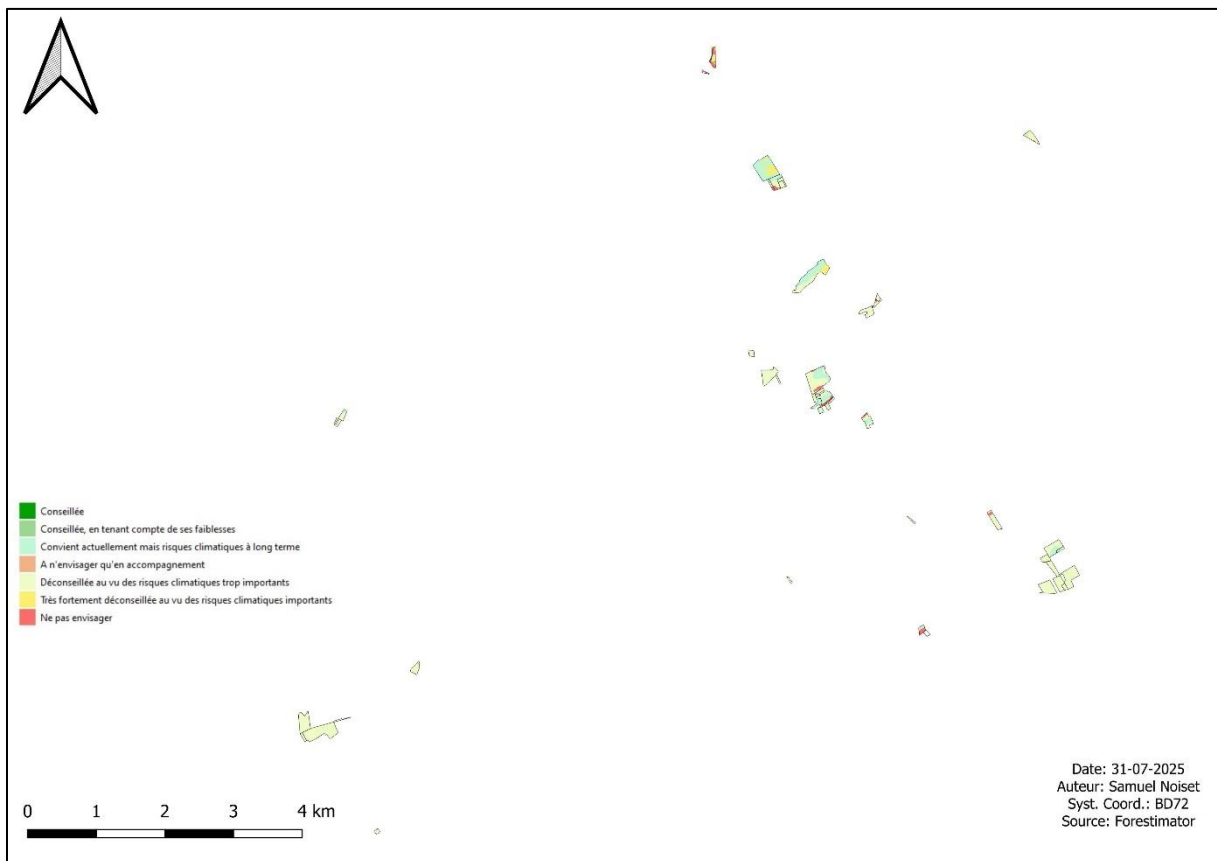 Conseillée
Conseillée, en tenant compte de ses faiblesses
Convient actuellement mais risques climatiques à long terme
A n'envisager qu'en accompagnement
Déconseillée au vu des risques climatiques trop importants
Très fortement déconseillée au vu des risques climatiques importants
Ne pas envisager
0 1 2 3 4 km
Date: 31-07-2025
Auteur: Samuel Noiset
Syst. Coord.: BD72
Source: Forestimator